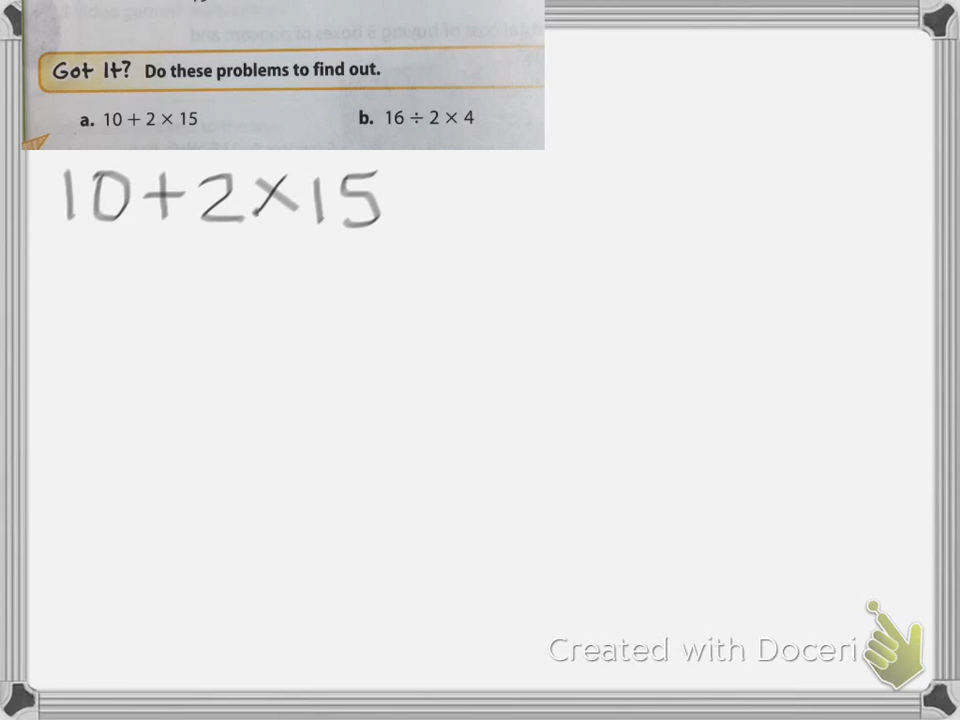 Got It? Do these problems to find out.
a. 10 + 2 × 15 b. 16 ÷ 2 × 4
10+2×15
Created with Doceri